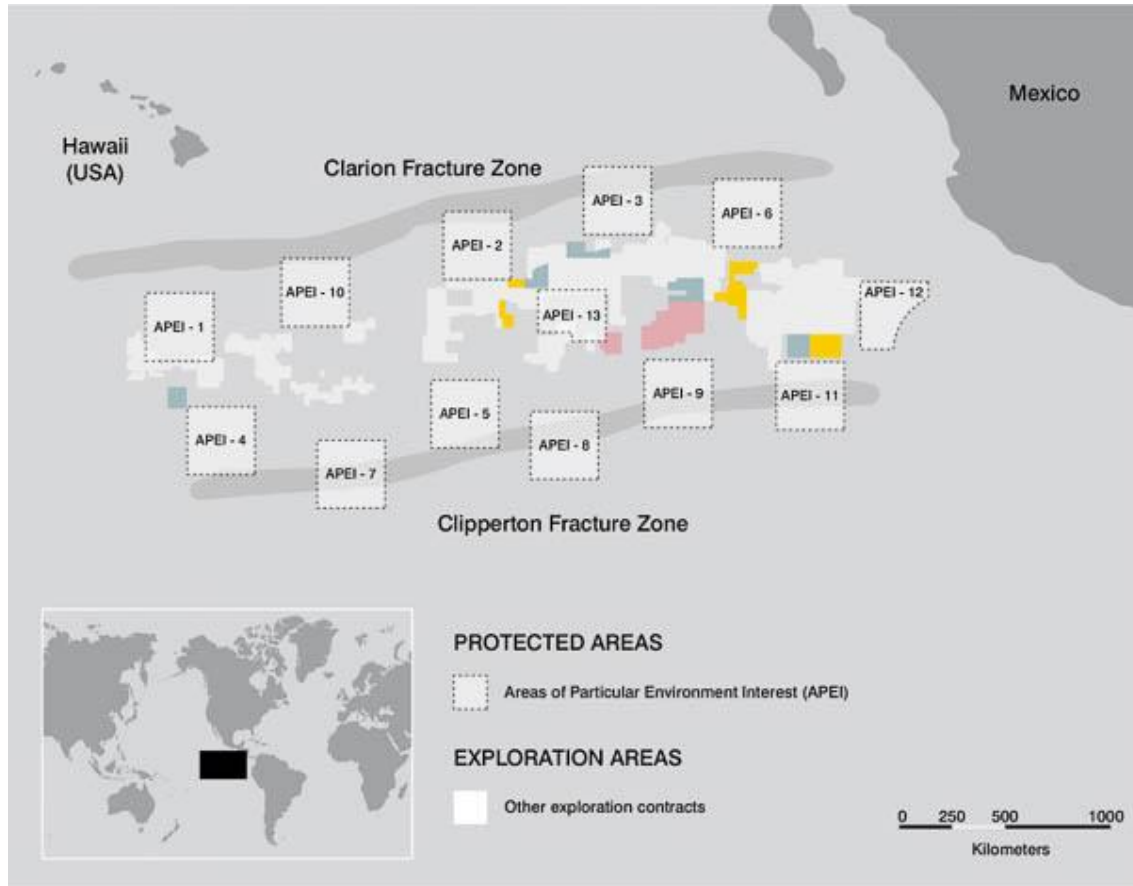 Mexico
Hawaii
(USA)
Clarion Fracture Zone
APEI - 3
APEI - 6
APEI - 2
APEI - 10
APEI - 12
APEI - 1
APEI - 13
APEI - 9
APEI - 11
APEI - 5
APEI - 4
APEI - 8
APEI - 7
Clipperton Fracture Zone
PROTECTED AREAS
Areas of Particular Environment Interest (APEI)
EXPLORATION AREAS
Other exploration contracts
0 250 500 1000
Kilometers